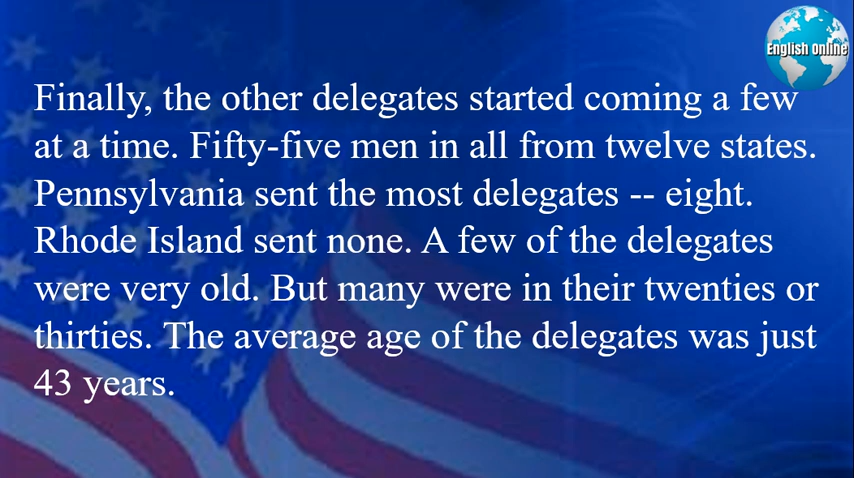 English Online
Finally, the other delegates started coming a few
at a time. Fifty-five men in all from twelve states.
Pennsylvania sent the most delegates -- eight.
Rhode Island sent none. A few of the delegates
were very old. But many were in their twenties or
thirties. The average age of the delegates was just
43 years.